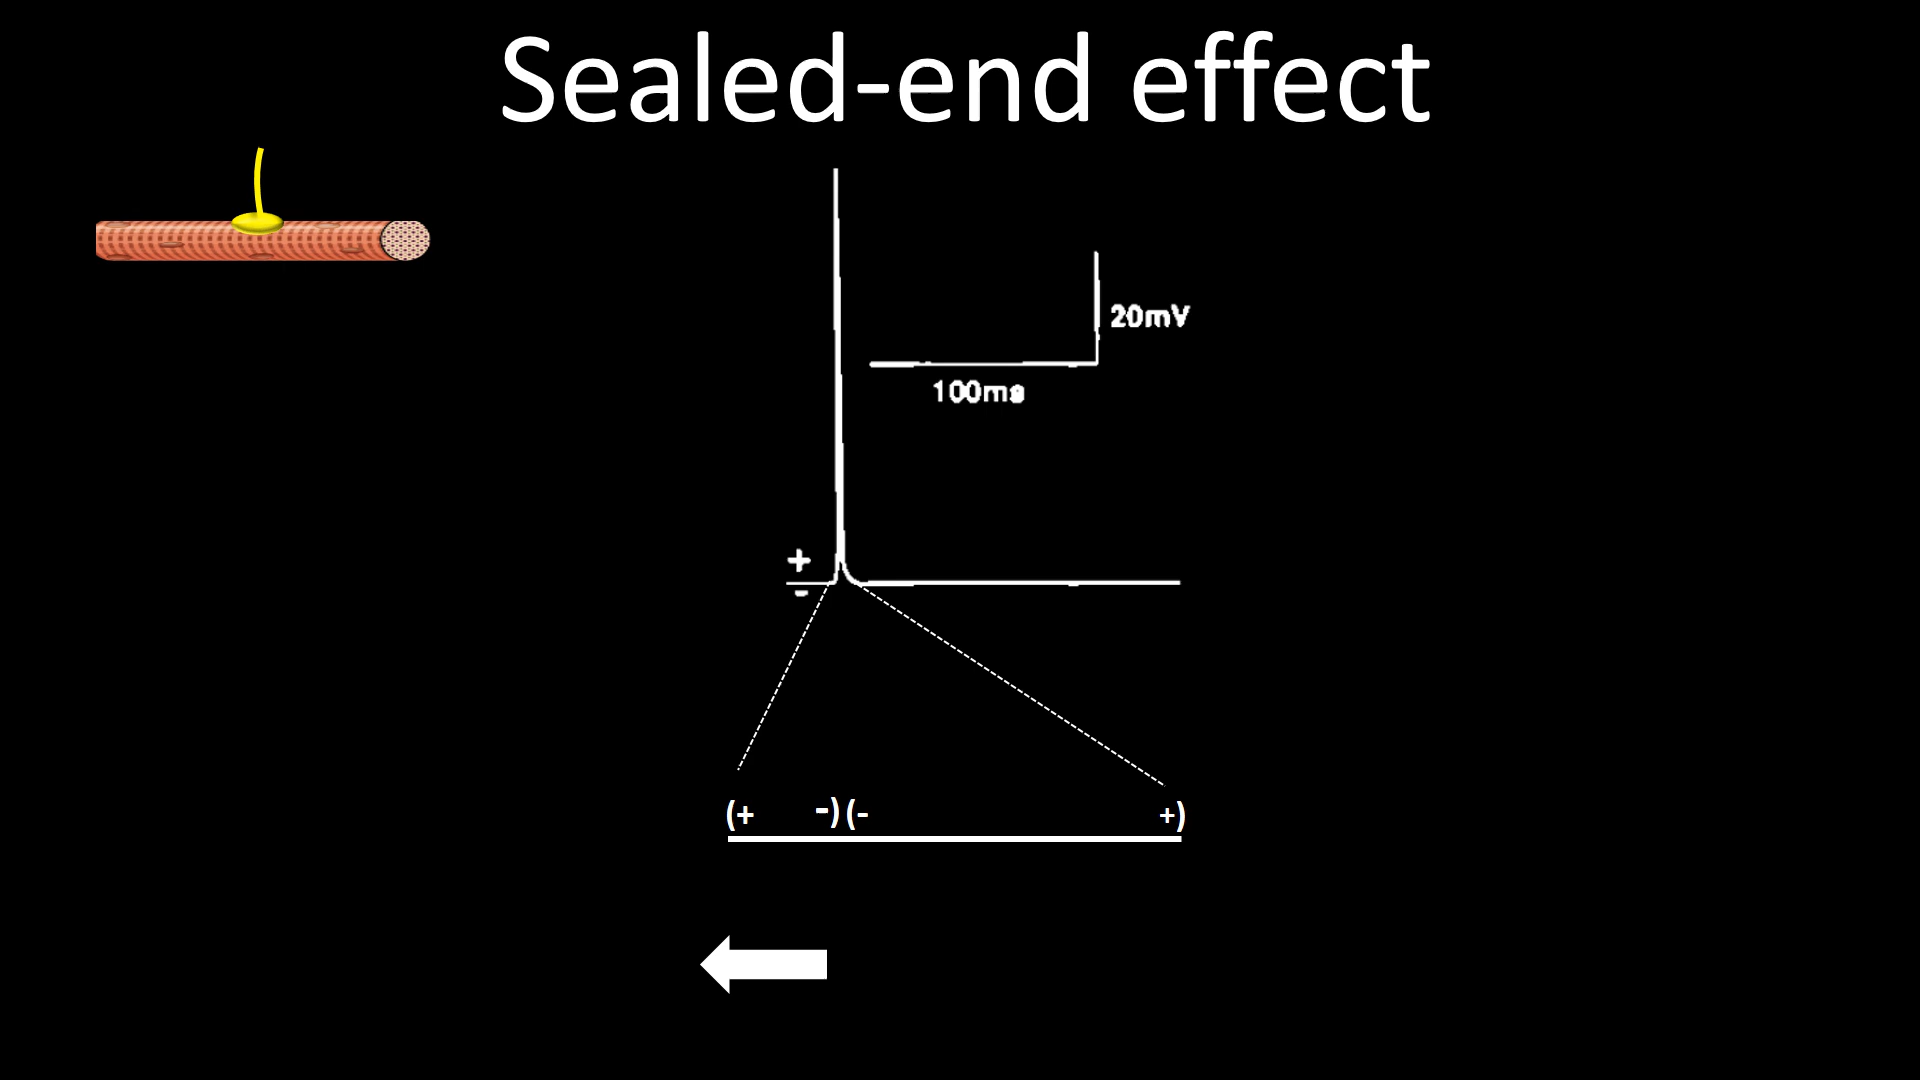 Sealed-end effect
20mV
100ms
+
-
(+ -) (- +)